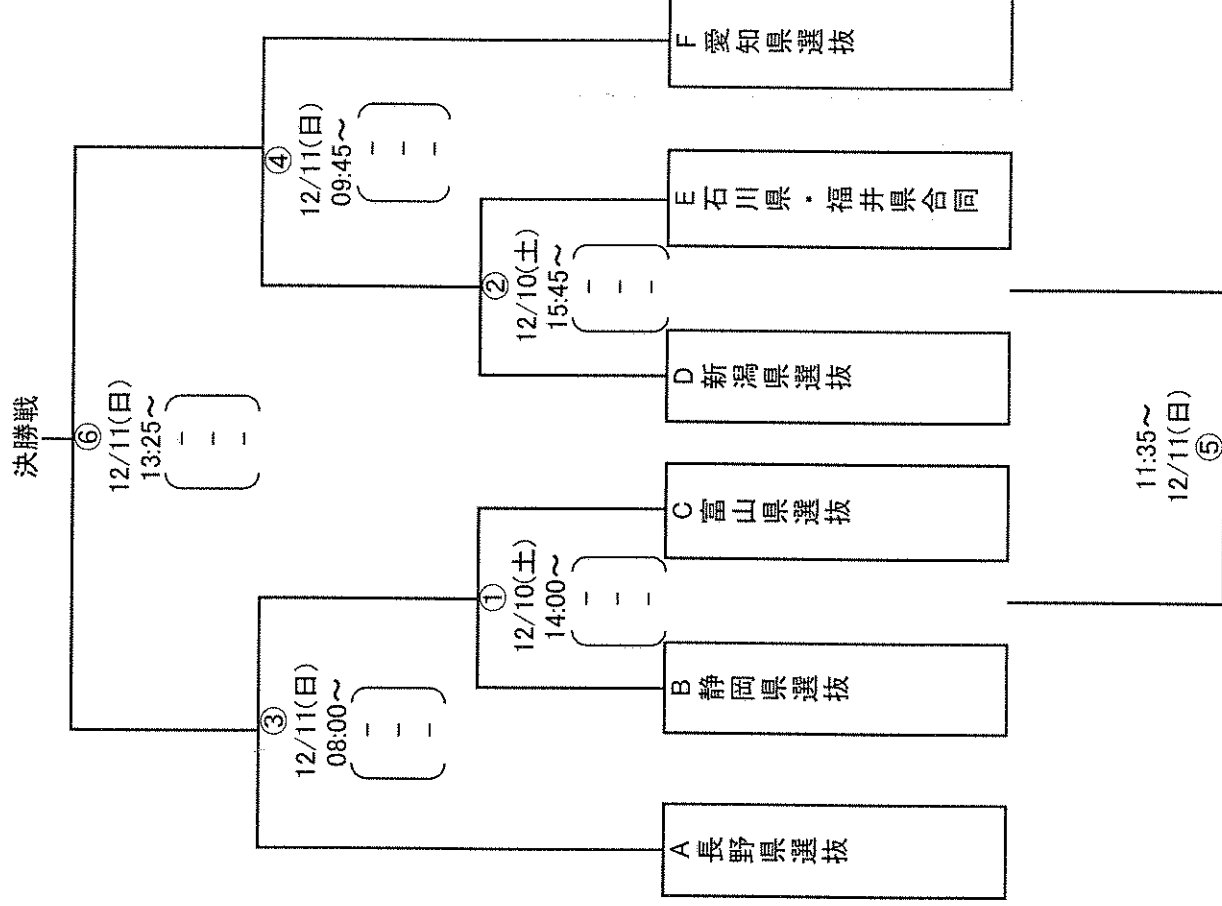 決勝戦
⑥
12/11(日)
13:25～
- - -
③
12/11(日)
08:00～
- - -
④
12/11(日)
09:45～
- - -
①
12/10(土)
14:00～
- - -
②
12/10(土)
15:45～
- - -
A 長野県選抜
B 静岡県選抜
C 富山県選抜
D 新潟県選抜
E 石川県・福井県合同
F 愛知県選抜
11:35～
12/11(日)
⑤